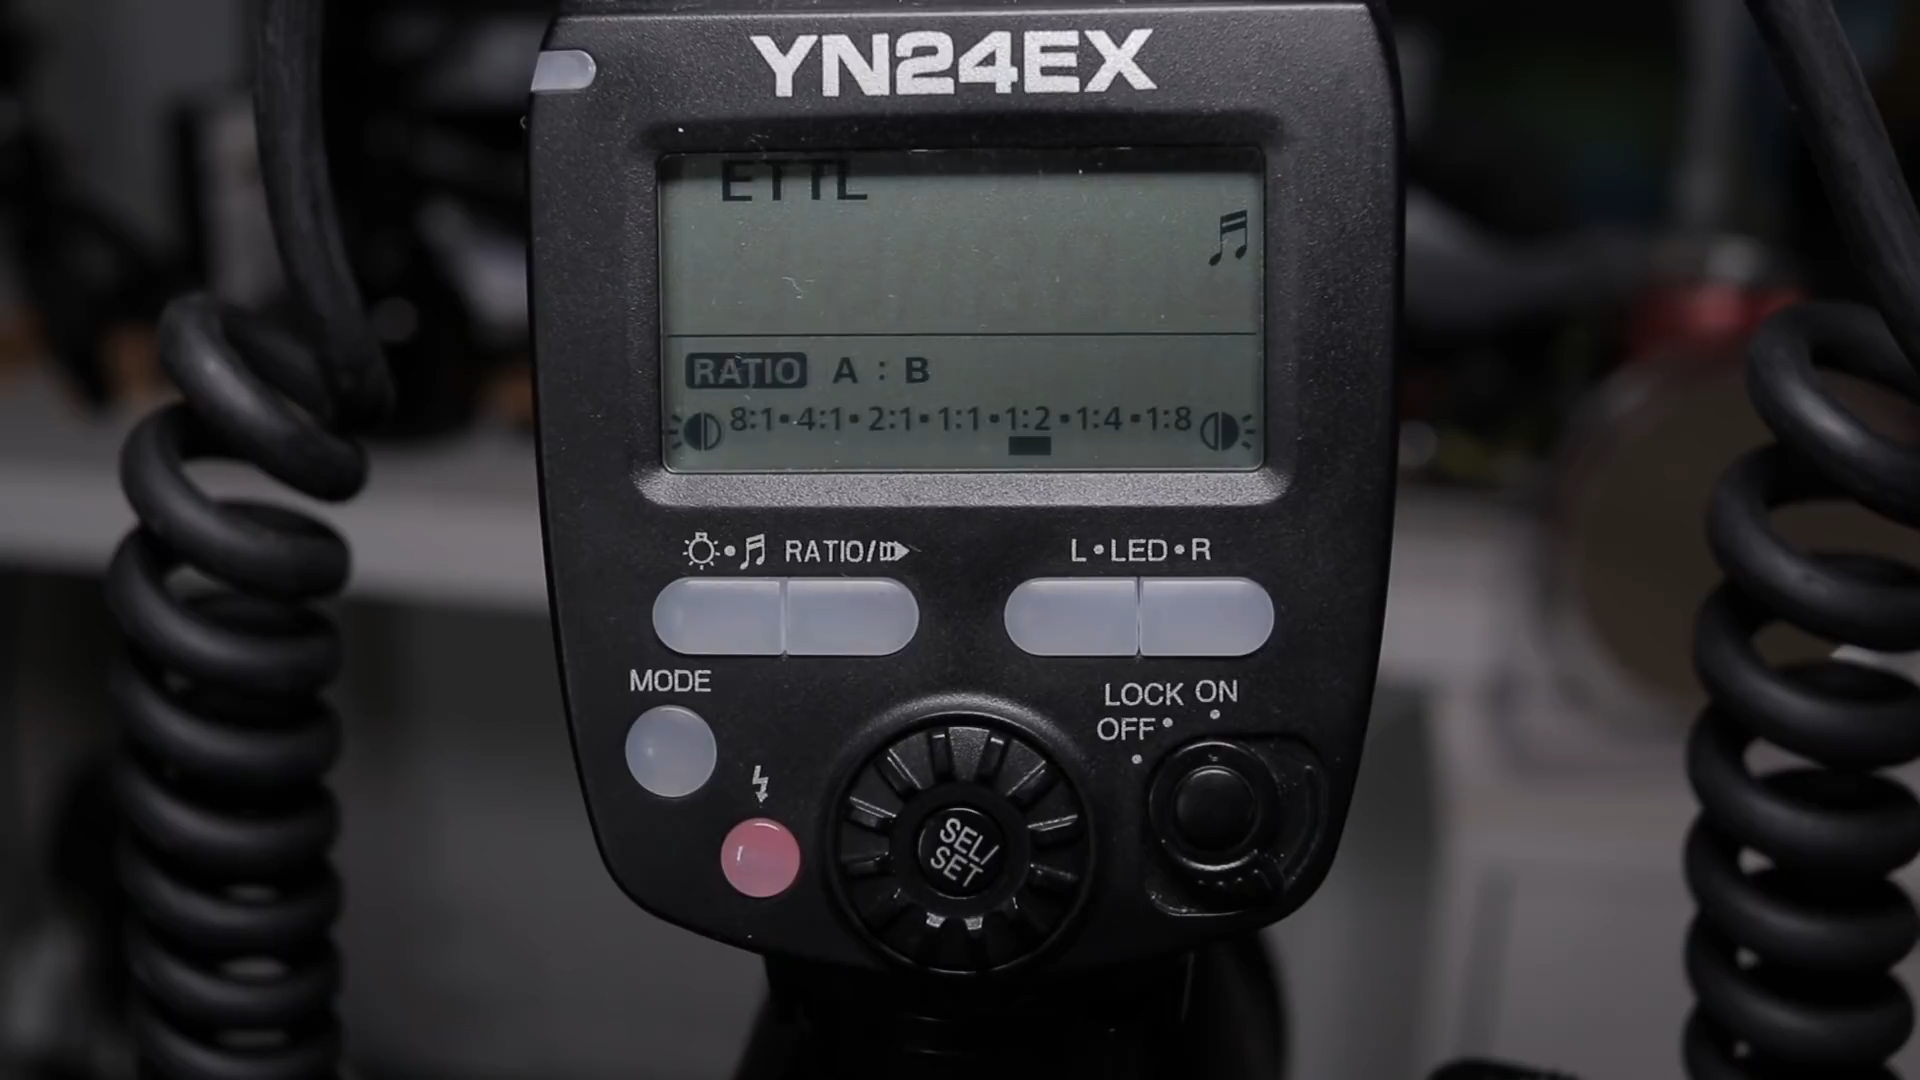 YN24EX
ETTL
RATIO A : B
8:1•4:1•2:1•1:1•1:2•1:4•1:8
RATIO/
L•LED•R
MODE
LOCK ON
OFF
SEL/
SET